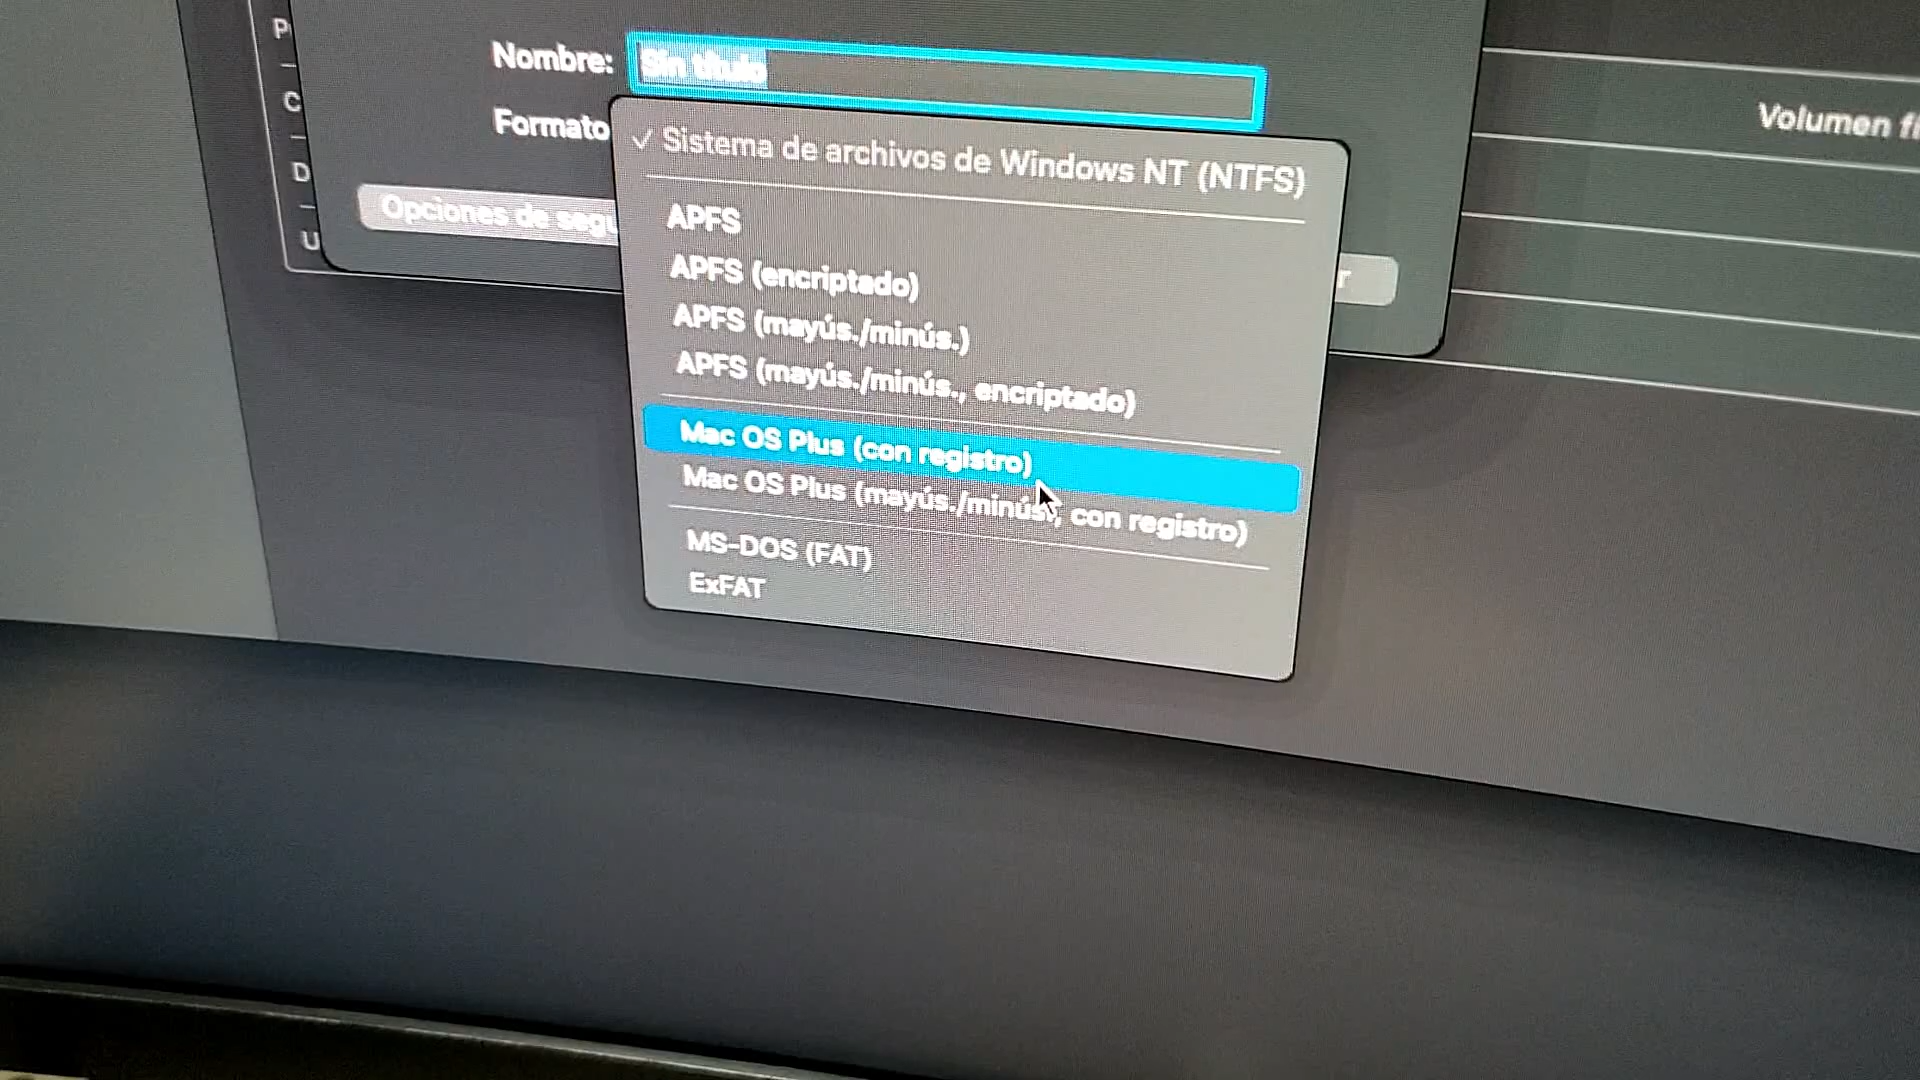 Nombre:
Sin título
Formato
✓ Sistema de archivos de Windows NT (NTFS)
Volumen
Opciones de
APFS
APFS (encriptado)
APFS (mayús./minús.)
APFS (mayús./minús., encriptado)
Mac OS Plus (con registro)
Mac OS Plus (mayús./minús., con registro)
MS-DOS (FAT)
ExFAT